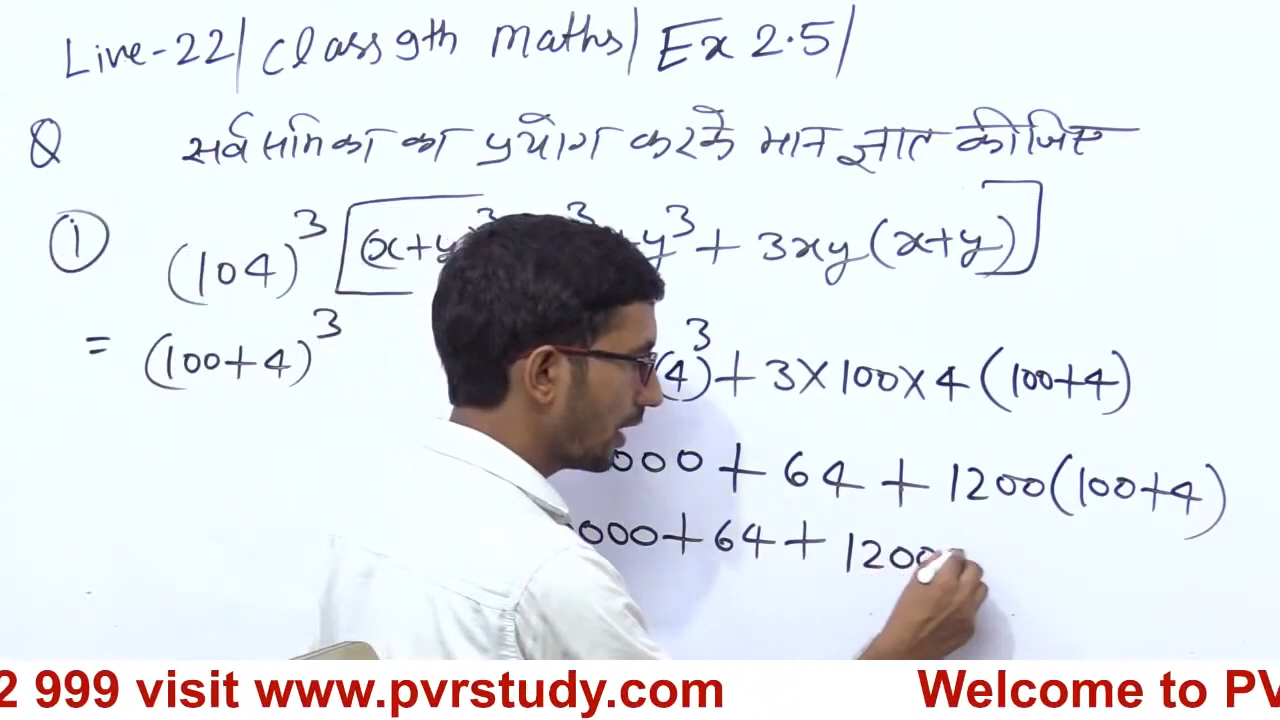 Live-22/ Class 9th maths/ Ex 2.5/
Q सर्वसमिका का प्रयोग करके मान ज्ञात कीजिए
① (104)³ [(x+y)³ y³ + 3xy(x+y)]
= (100+4)³ (4)³ + 3×100×4 (100+4)
000 + 64 + 1200(100+4)
000 + 64 + 1200
2 999 visit www.pvrstudy.com Welcome to PV